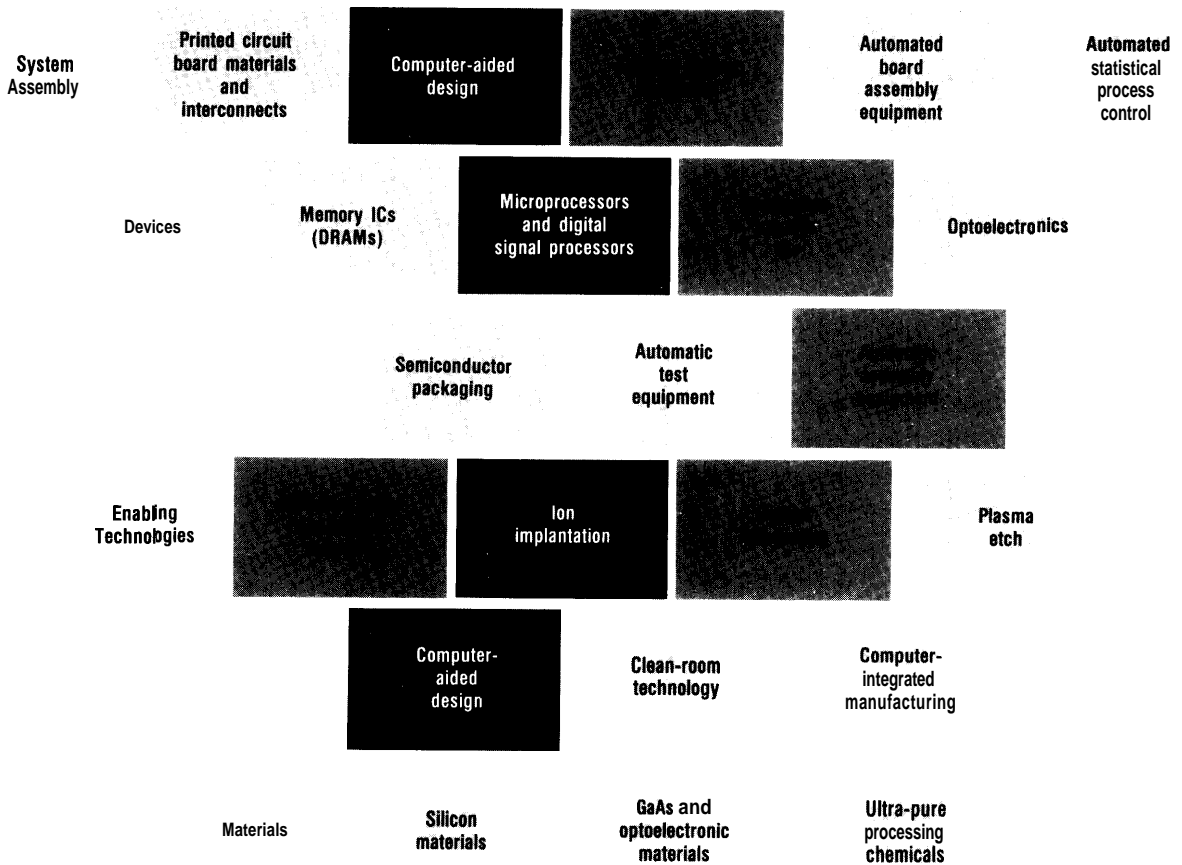 System
Assembly
Printed circuit
board materials
and
interconnects
Computer-aided
design
Automated
board
assembly
equipment
Automated
statistical
process
control
Devices
Memory ICs
(DRAMs)
Microprocessors
and digital
signal processors
Optoelectronics
Semiconductor
packaging
Automatic
test
equipment
Enabling
Technologies
Ion
implantation
Plasma
etch
Computer-
aided
design
Clean-room
technology
Computer-
integrated
manufacturing
Materials
Silicon
materials
GaAs and
optoelectronic
materials
Ultra-pure
processing
chemicals